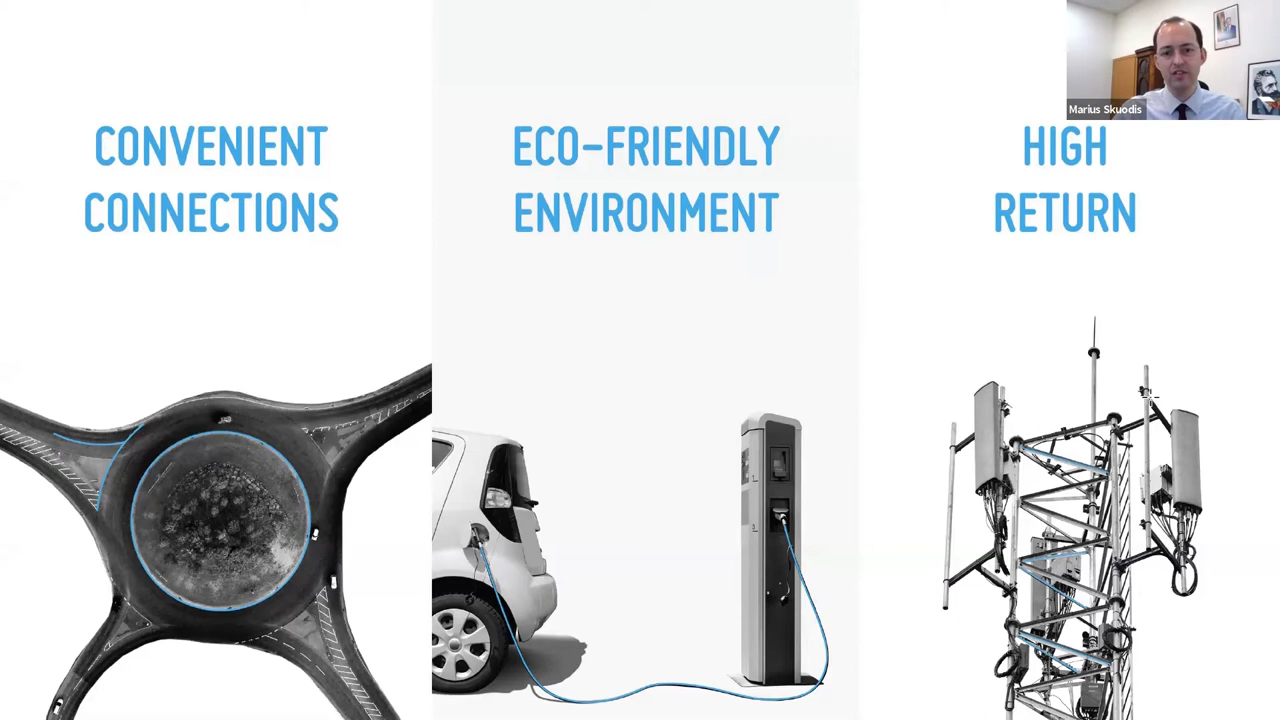 CONVENIENT
CONNECTIONS
ECO-FRIENDLY
ENVIRONMENT
HIGH
RETURN
Marius Skuodis